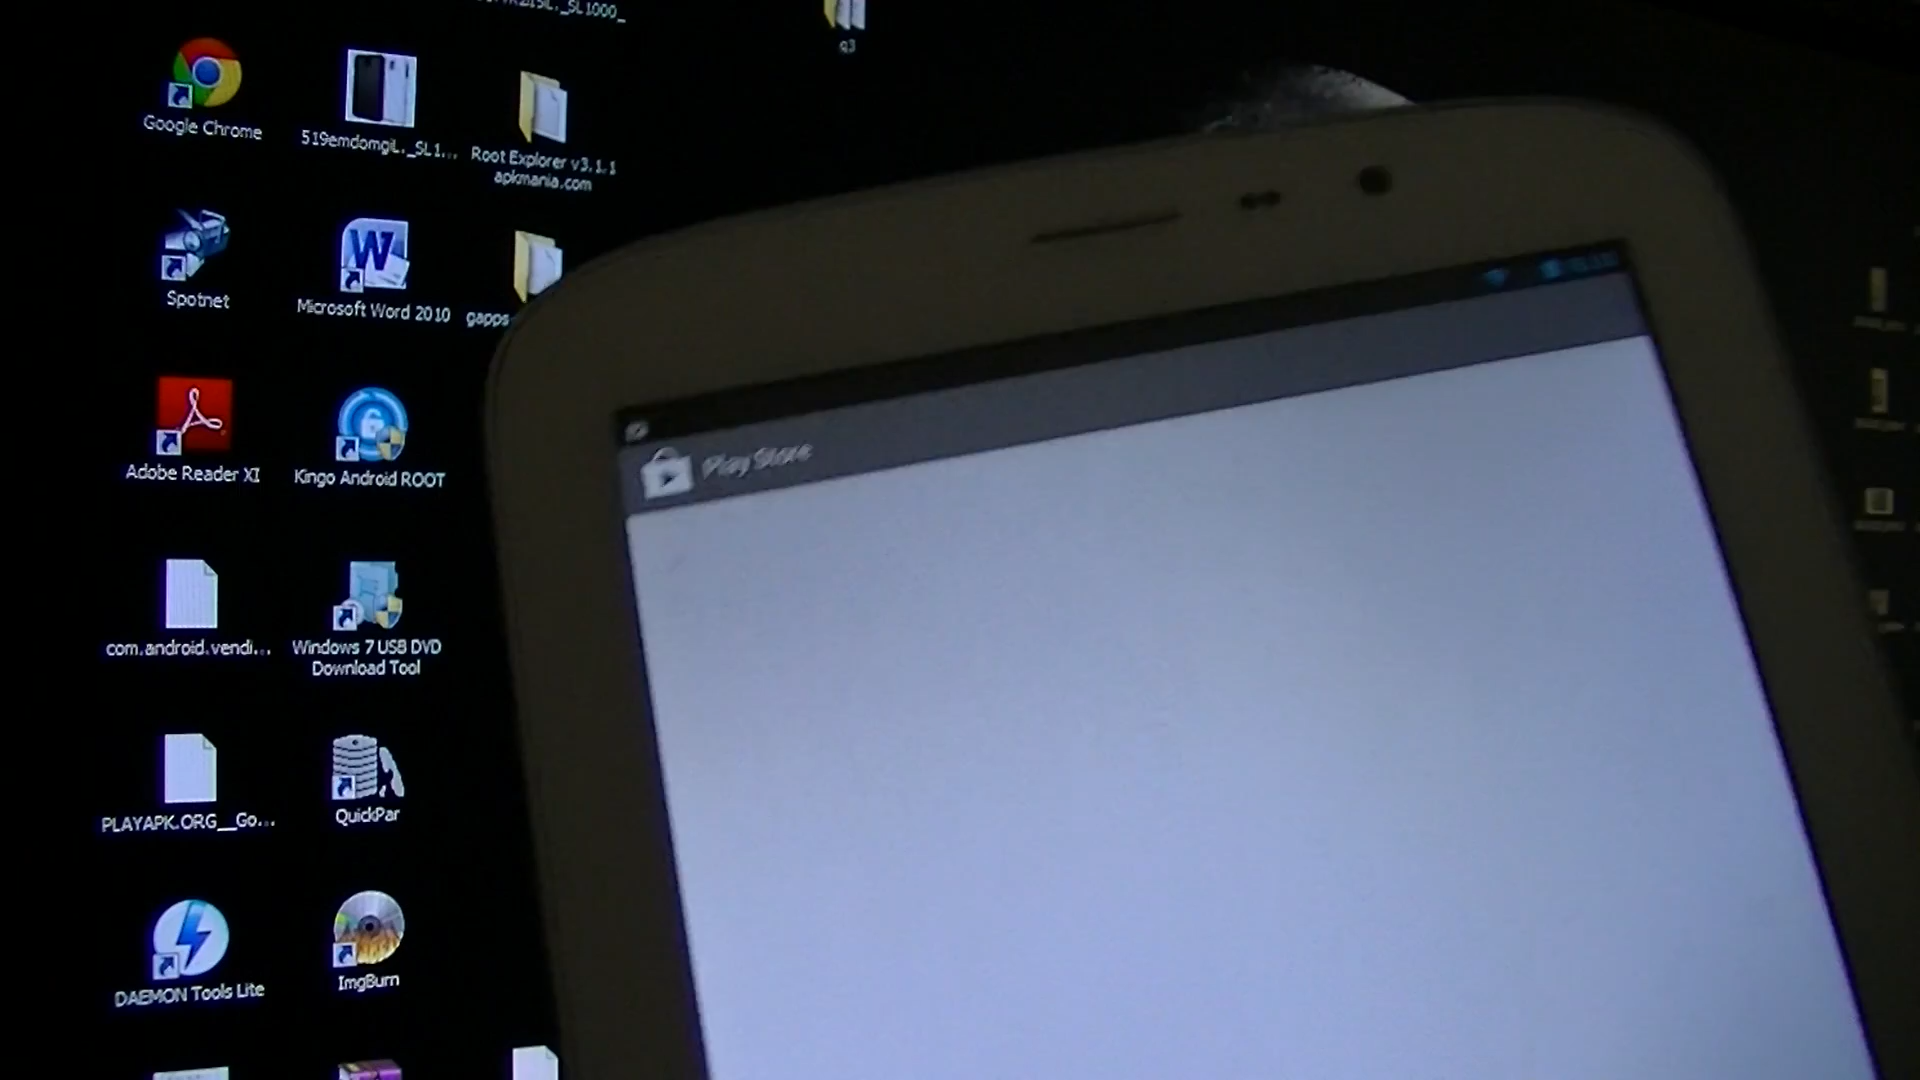 _SL1000_
q3
Google Chrome
519emdomgiL._SL1...
Root Explorer v3.1.1
apkmania.com
Spotnet
Microsoft Word 2010
gapps
Adobe Reader XI
Kingo Android ROOT
Play Store
com.android.vendi...
Windows 7 USB DVD
Download Tool
PLAYAPK.ORG__Go...
QuickPar
DAEMON Tools Lite
ImgBurn